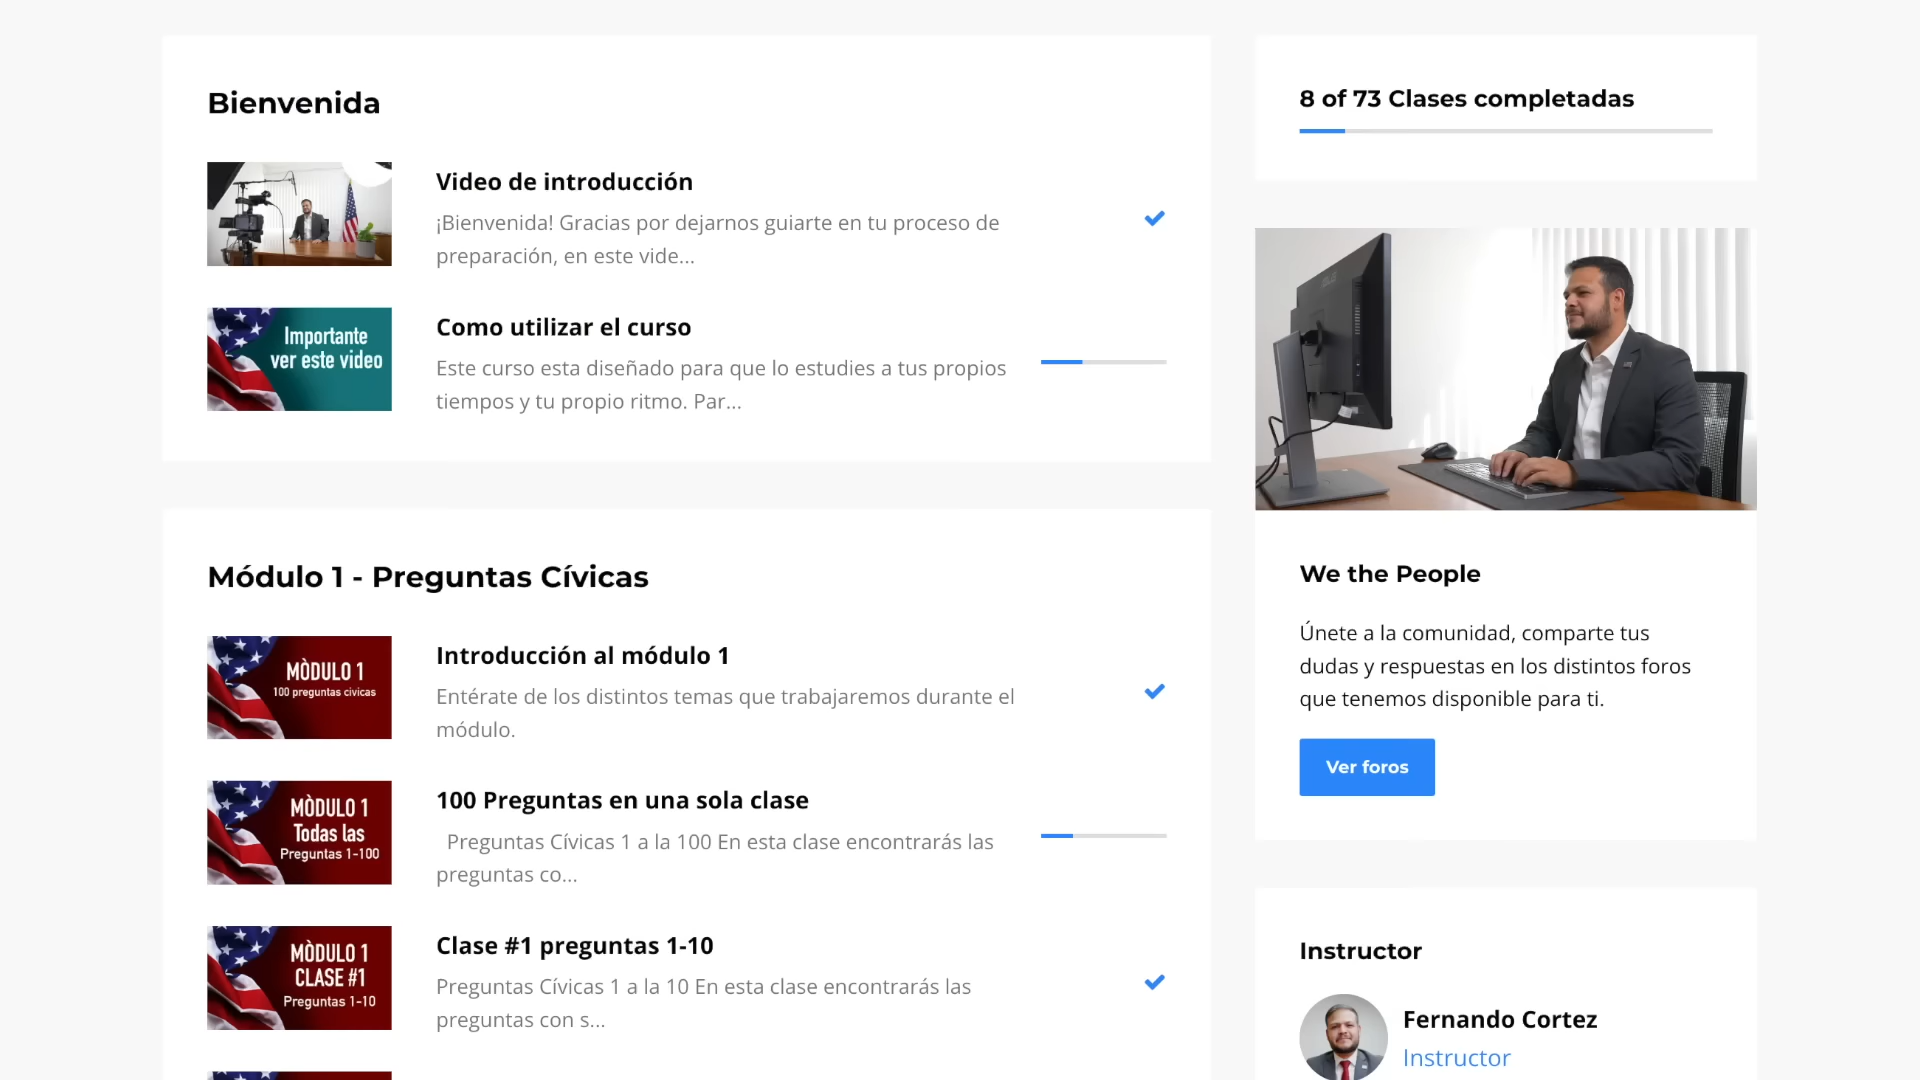 Bienvenida
Video de introducción
¡Bienvenida! Gracias por dejarnos guiarte en tu proceso de
preparación, en este vide...
Importante
ver este video
Como utilizar el curso
Este curso esta diseñado para que lo estudies a tus propios
tiempos y tu propio ritmo. Par...
Módulo 1 - Preguntas Cívicas
MÒDULO 1
100 preguntas civicas
Introducción al módulo 1
Entérate de los distintos temas que trabajaremos durante el
módulo.
MÒDULO 1
Todas las
Preguntas 1-100
100 Preguntas en una sola clase
Preguntas Cívicas 1 a la 100 En esta clase encontrarás las
preguntas co...
MÒDULO 1
CLASE #1
Preguntas 1-10
Clase #1 preguntas 1-10
Preguntas Cívicas 1 a la 10 En esta clase encontrarás las
preguntas con s...
8 of 73 Clases completadas
We the People
Únete a la comunidad, comparte tus
dudas y respuestas en los distintos foros
que tenemos disponible para ti.
Ver foros
Instructor
Fernando Cortez
Instructor